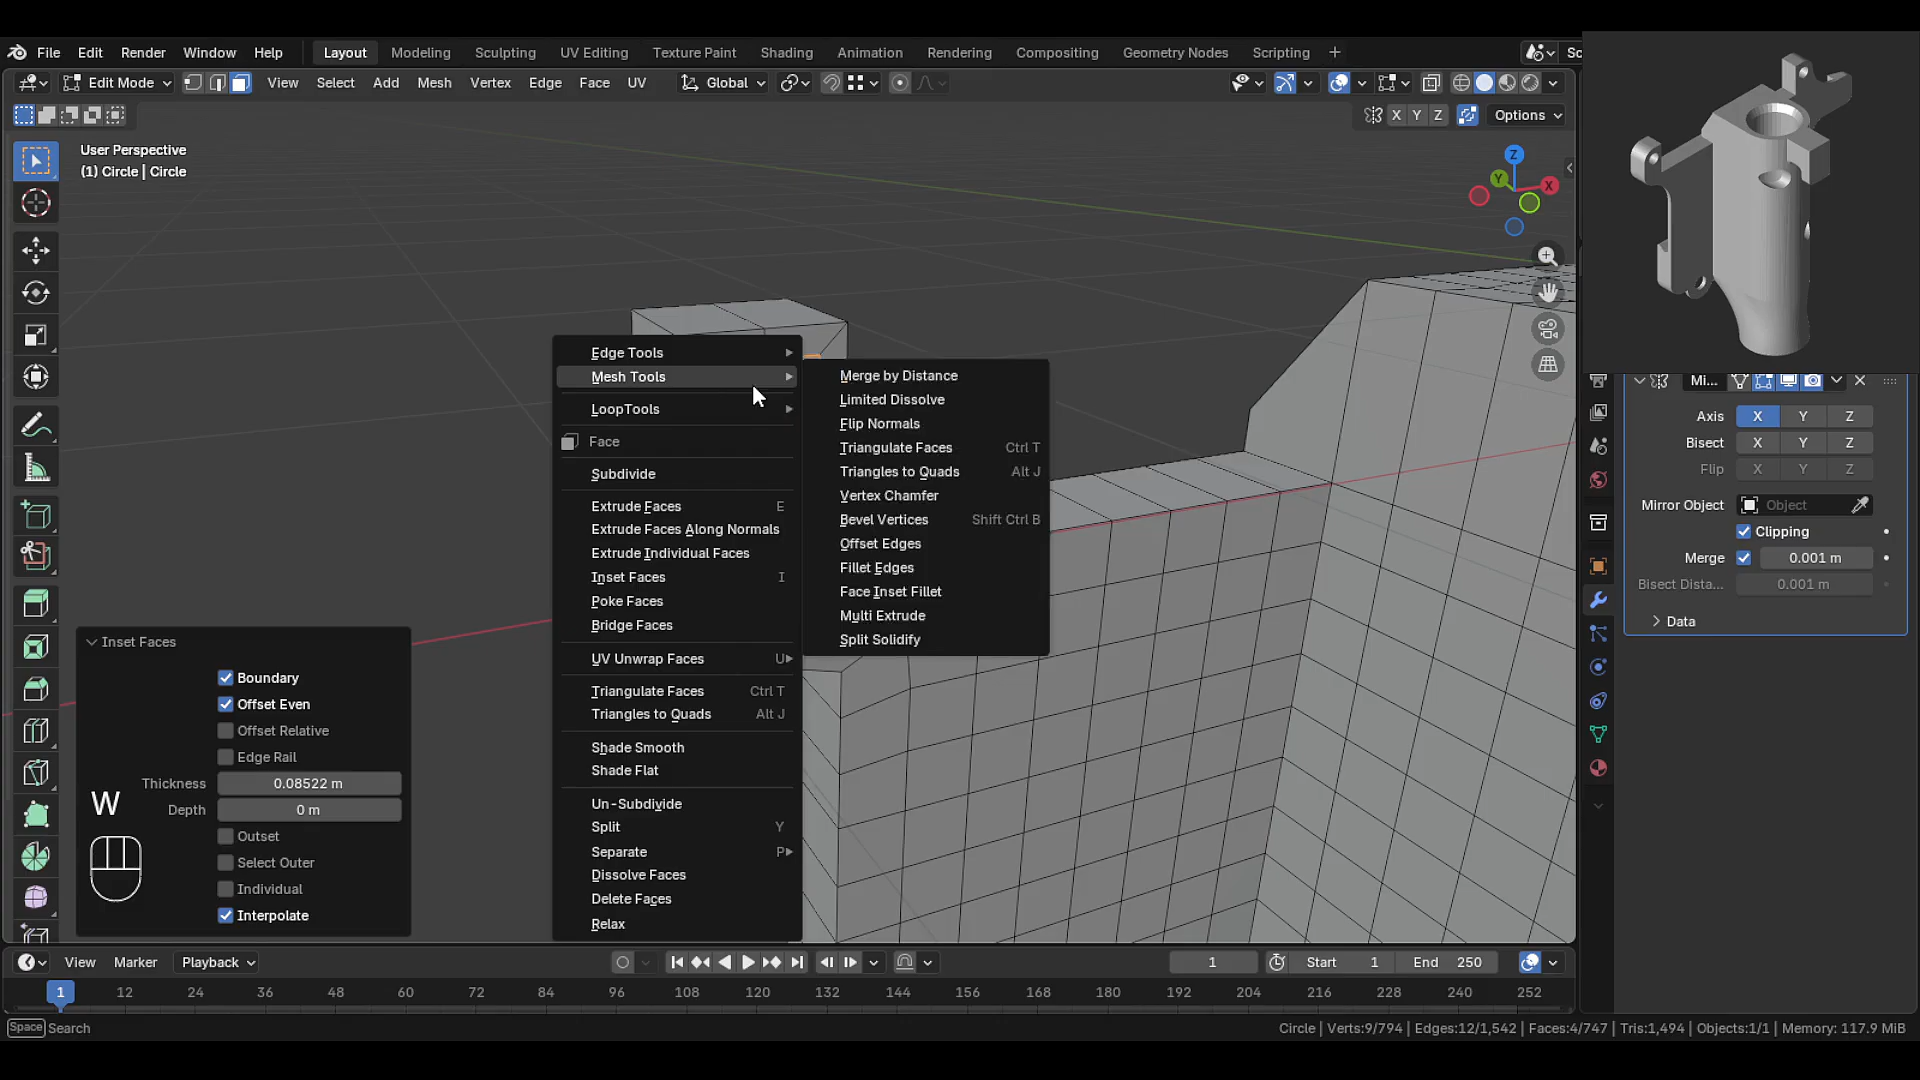 File Edit Render Window Help Layout Modeling Sculpting UV Editing Texture Paint Shading Animation Rendering Compositing Geometry Nodes Scripting + Sc
Edit Mode View Select Add Mesh Vertex Edge Face UV Global
X Y Z Options
User Perspective
(1) Circle | Circle
Z
Y
X
Edge Tools
Mesh Tools
LoopTools
Face
Subdivide
Extrude Faces E
Extrude Faces Along Normals
Extrude Individual Faces
Inset Faces I
Poke Faces
Bridge Faces
UV Unwrap Faces U
Triangulate Faces Ctrl T
Triangles to Quads Alt J
Shade Smooth
Shade Flat
Un-Subdivide
Split Y
Separate P
Dissolve Faces
Delete Faces
Relax
Merge by Distance
Limited Dissolve
Flip Normals
Triangulate Faces Ctrl T
Triangles to Quads Alt J
Vertex Chamfer
Bevel Vertices Shift Ctrl B
Offset Edges
Fillet Edges
Face Inset Fillet
Multi Extrude
Split Solidify
Mi...
Axis X Y Z
Bisect X Y Z
Flip X Y Z
Mirror Object Object
Clipping
Merge 0.001 m
Bisect Dista... 0.001 m
Data
Inset Faces
Boundary
Offset Even
Offset Relative
Edge Rail
Thickness 0.08522 m
Depth 0 m
Outset
Select Outer
Individual
Interpolate
W
View Marker Playback 1 Start 1 End 250
1 12 24 36 48 60 72 84 96 108 120 132 144 156 168 180 192 204 216 228 240 252
Space Search
Circle | Verts:9/794 | Edges:12/1,542 | Faces:4/747 | Tris:1,494 | Objects:1/1 | Memory: 117.9 MiB